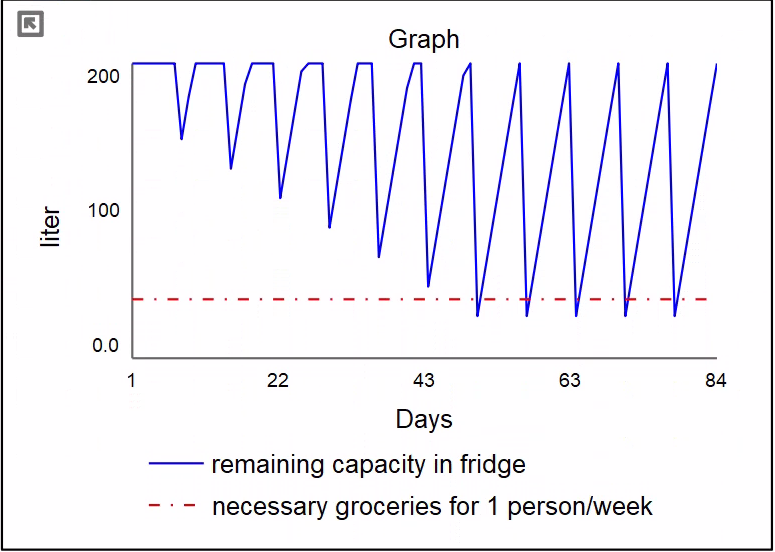 Graph
200
100
0.0
liter
1 22 43 63 84
Days
remaining capacity in fridge
necessary groceries for 1 person/week